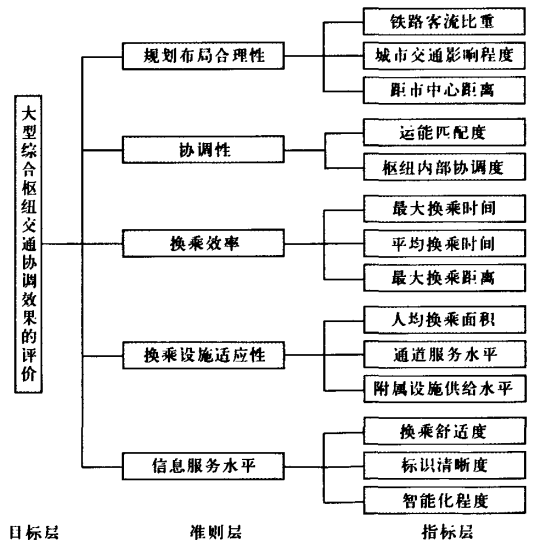 大型综合枢纽交通协调效果的评价
规划布局合理性
铁路客流比重
城市交通影响程度
距市中心距离
协调性
运能匹配度
枢纽内部协调度
换乘效率
最大换乘时间
平均换乘时间
最大换乘距离
换乘设施适应性
人均换乘面积
通道服务水平
附属设施供给水平
信息服务水平
换乘舒适度
标识清晰度
智能化程度
目标层
准则层
指标层